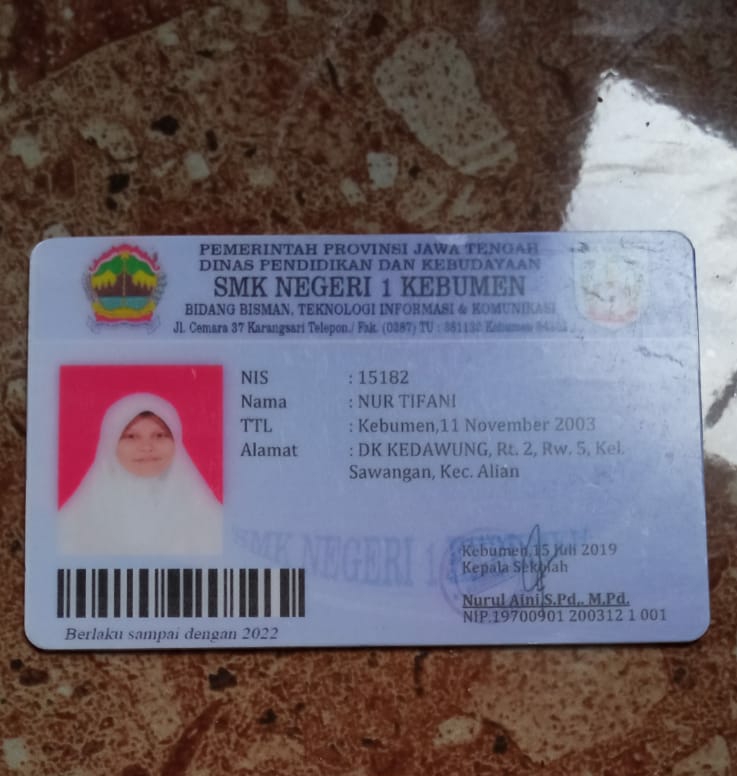 PEMERINTAH PROVINSI JAWA TENGAH
DINAS PENDIDIKAN DAN KEBUDAYAAN
SMK NEGERI 1 KEBUMEN
BIDANG BISMAN, TEKNOLOGI INFORMASI & KOMUNIKASI
Jl. Cemara 37 Karangsari Telepon./ Fak. (0387) TU : 381132 Kebumen
NIS : 15182
Nama : NUR TIFANI
TTL : Kebumen,11 November 2003
Alamat : DK KEDAWUNG, Rt. 2, Rw. 5, Kel.
Sawangan, Kec. Alian
SMK NEGERI 1
Kebumen,15 Juli 2019
Kepala Sekolah
Nurul Aini,S.Pd., M.Pd.
NIP.19700901 200312 1 001
Berlaku sampai dengan 2022